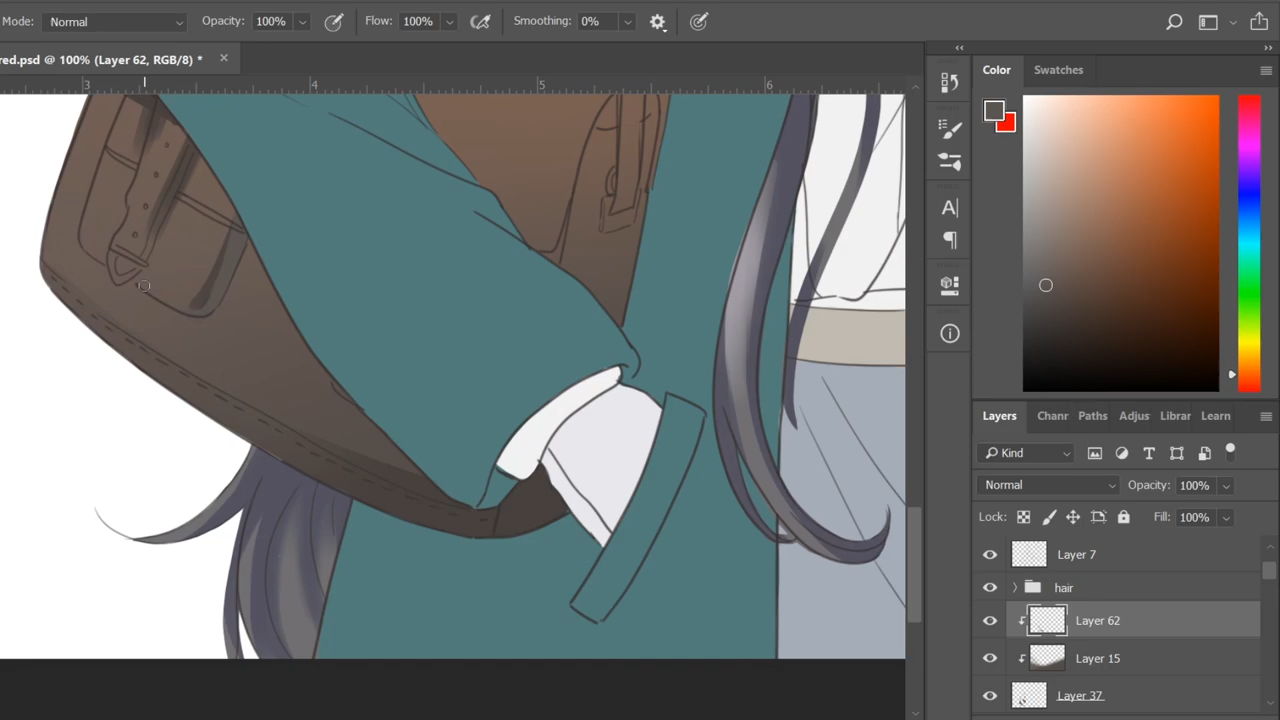 Mode: Normal Opacity: 100% Flow: 100% Smoothing: 0%
red.psd @ 100% (Layer 62, RGB/8) *
3 4 5 6
Color Swatches
A
Layers Chanr Paths Adjus Librar Learn
Kind T
Normal Opacity: 100%
Lock: Fill: 100%
Layer 7
hair
Layer 62
Layer 15
Layer 37